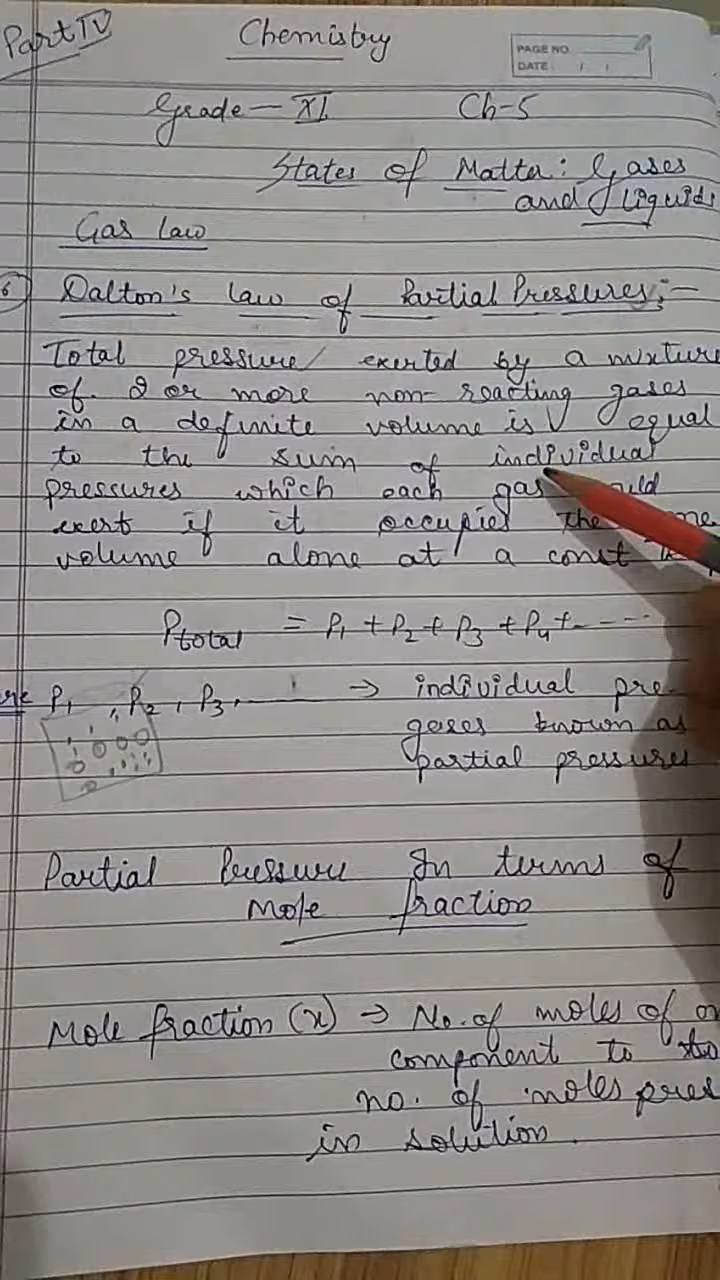 Part IV
Chemistry
PAGE NO.
DATE : / /
Grade — XI Ch-5
States of Matter: Gases
and Liquids
Gas Law
6 Dalton's law of Partial Pressures:-
Total pressure exerted by a mixture
of 2 or more non-reacting gases
in a definite volume is equal
to the sum of individual
pressures which each gas
exert if it occupied the
volume alone at a const
Ptotal = P1 + P2 + P3 + P4 + - - - -
P1, P2, P3, → individual
gases known as
partial pressures
Partial Pressure In terms of
Mole fraction
Mole fraction (x) → No. of moles of
component to
no. of moles
in solution.